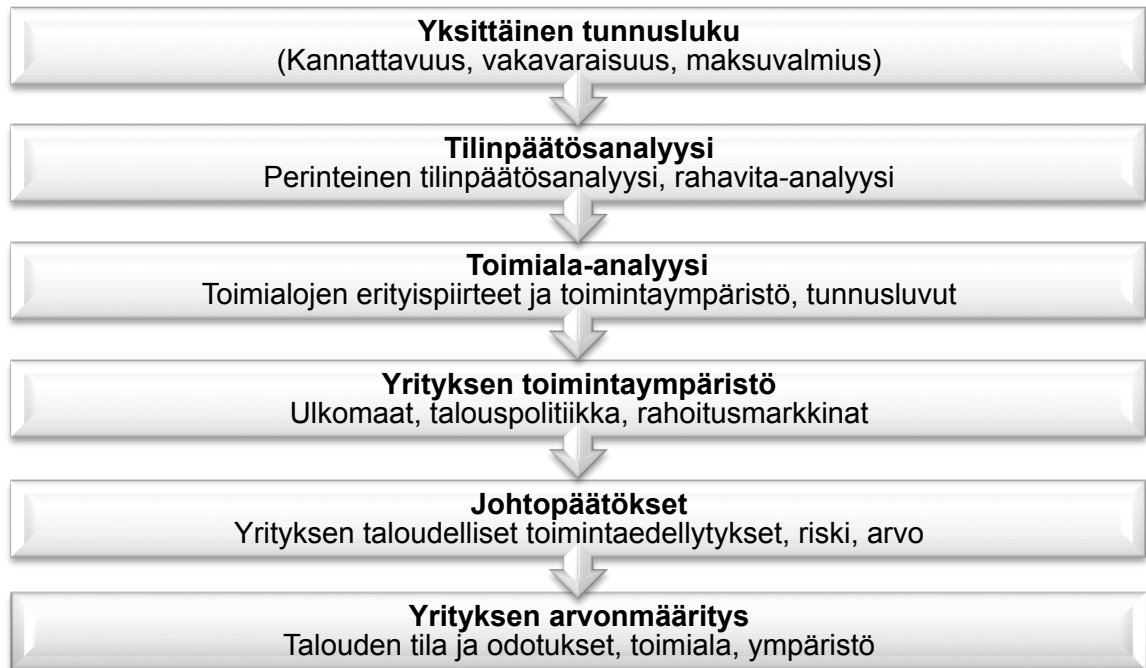 Yksittäinen tunnusluku
(Kannattavuus, vakavaraisuus, maksuvalmius)
Tilinpäätösanalyysi
Perinteinen tilinpäätösanalyysi, rahavita-analyysi
Toimiala-analyysi
Toimialojen erityispiirteet ja toimintaympäristö, tunnusluvut
Yrityksen toimintaympäristö
Ulkomaat, talouspolitiikka, rahoitusmarkkinat
Johtopäätökset
Yrityksen taloudelliset toimintaedellytykset, riski, arvo
Yrityksen arvonmääritys
Talouden tila ja odotukset, toimiala, ympäristö